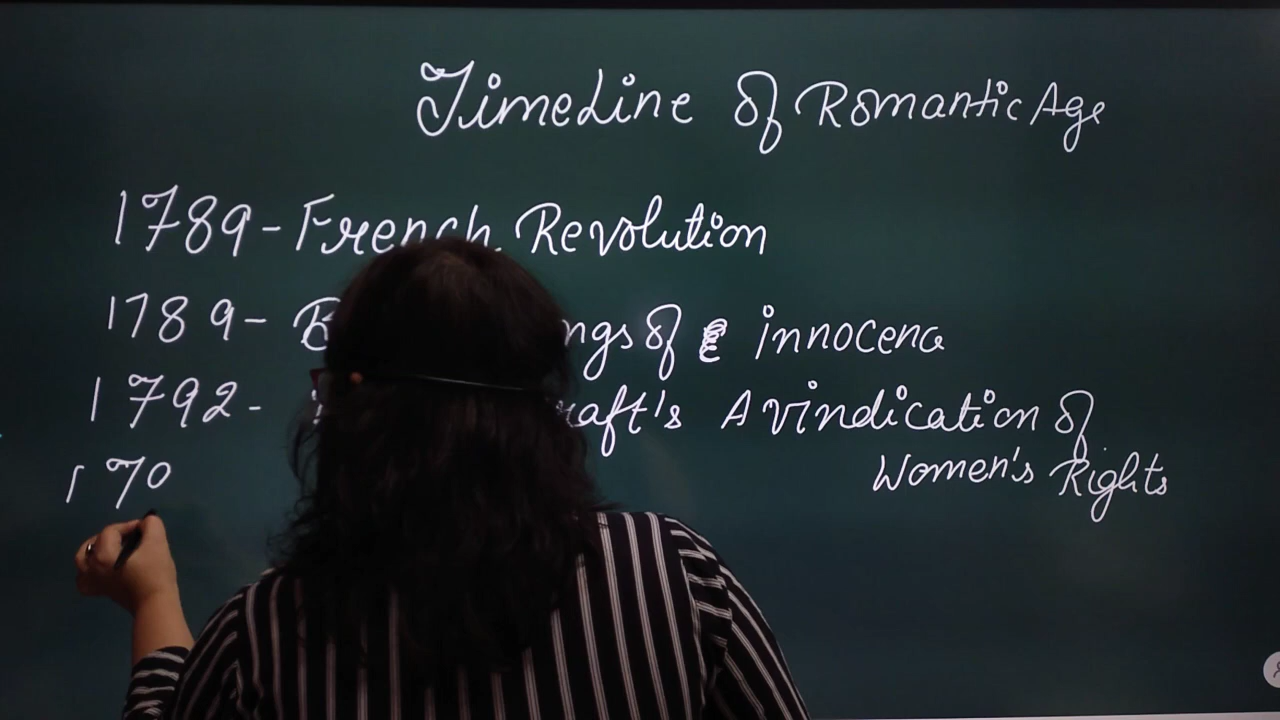 TimeLine of Romantic Age
1789- French Revolution
1789- ngs of innocence
1792- raft's A vindication of
Women's Rights
170